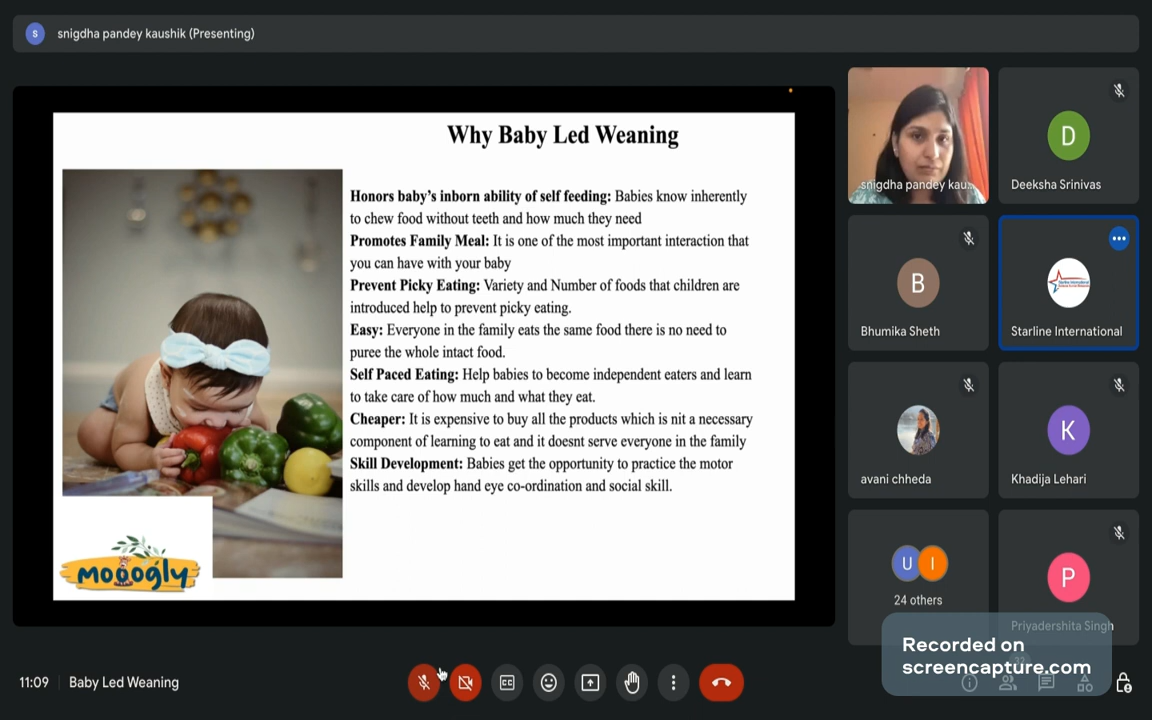 S
snigdha pandey kaushik (Presenting)
Why Baby Led Weaning
Honors baby's inborn ability of self feeding: Babies know inherently
to chew food without teeth and how much they need
Promotes Family Meal: It is one of the most important interaction that
you can have with your baby
Prevent Picky Eating: Variety and Number of foods that children are
introduced help to prevent picky eating.
Easy: Everyone in the family eats the same food there is no need to
puree the whole intact food.
Self Paced Eating: Help babies to become independent eaters and learn
to take care of how much and what they eat.
Cheaper: It is expensive to buy all the products which is nit a necessary
component of learning to eat and it doesnt serve everyone in the family
Skill Development: Babies get the opportunity to practice the motor
skills and develop hand eye co-ordination and social skill.
mooogly
snigdha pandey kau...
D
Deeksha Srinivas
B
Bhumika Sheth
Starline International
Starline International
avani chheda
K
Khadija Lehari
U I
24 others
P
Priyadershita Singh
Recorded on
screencapture.com
11:09 Baby Led Weaning
CC